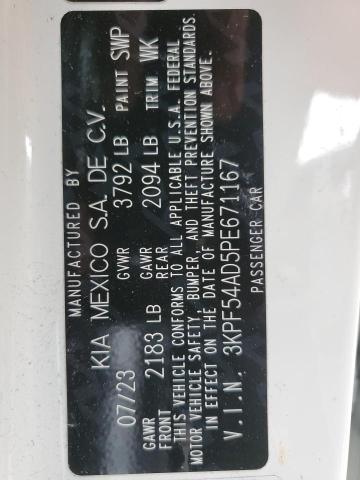 MANUFACTURED BY
KIA MEXICO S.A. DE C.V.
07/23 GVWR 3792 LB PAINT SWP
GAWR FRONT 2183 LB GAWR REAR 2094 LB TRIM WK
THIS VEHICLE CONFORMS TO ALL APPLICABLE U.S.A. FEDERAL
MOTOR VEHICLE SAFETY, BUMPER, AND THEFT PREVENTION STANDARDS
IN EFFECT ON THE DATE OF MANUFACTURE SHOWN ABOVE.
V.I.N. 3KPF54AD5PE671167
PASSENGER CAR